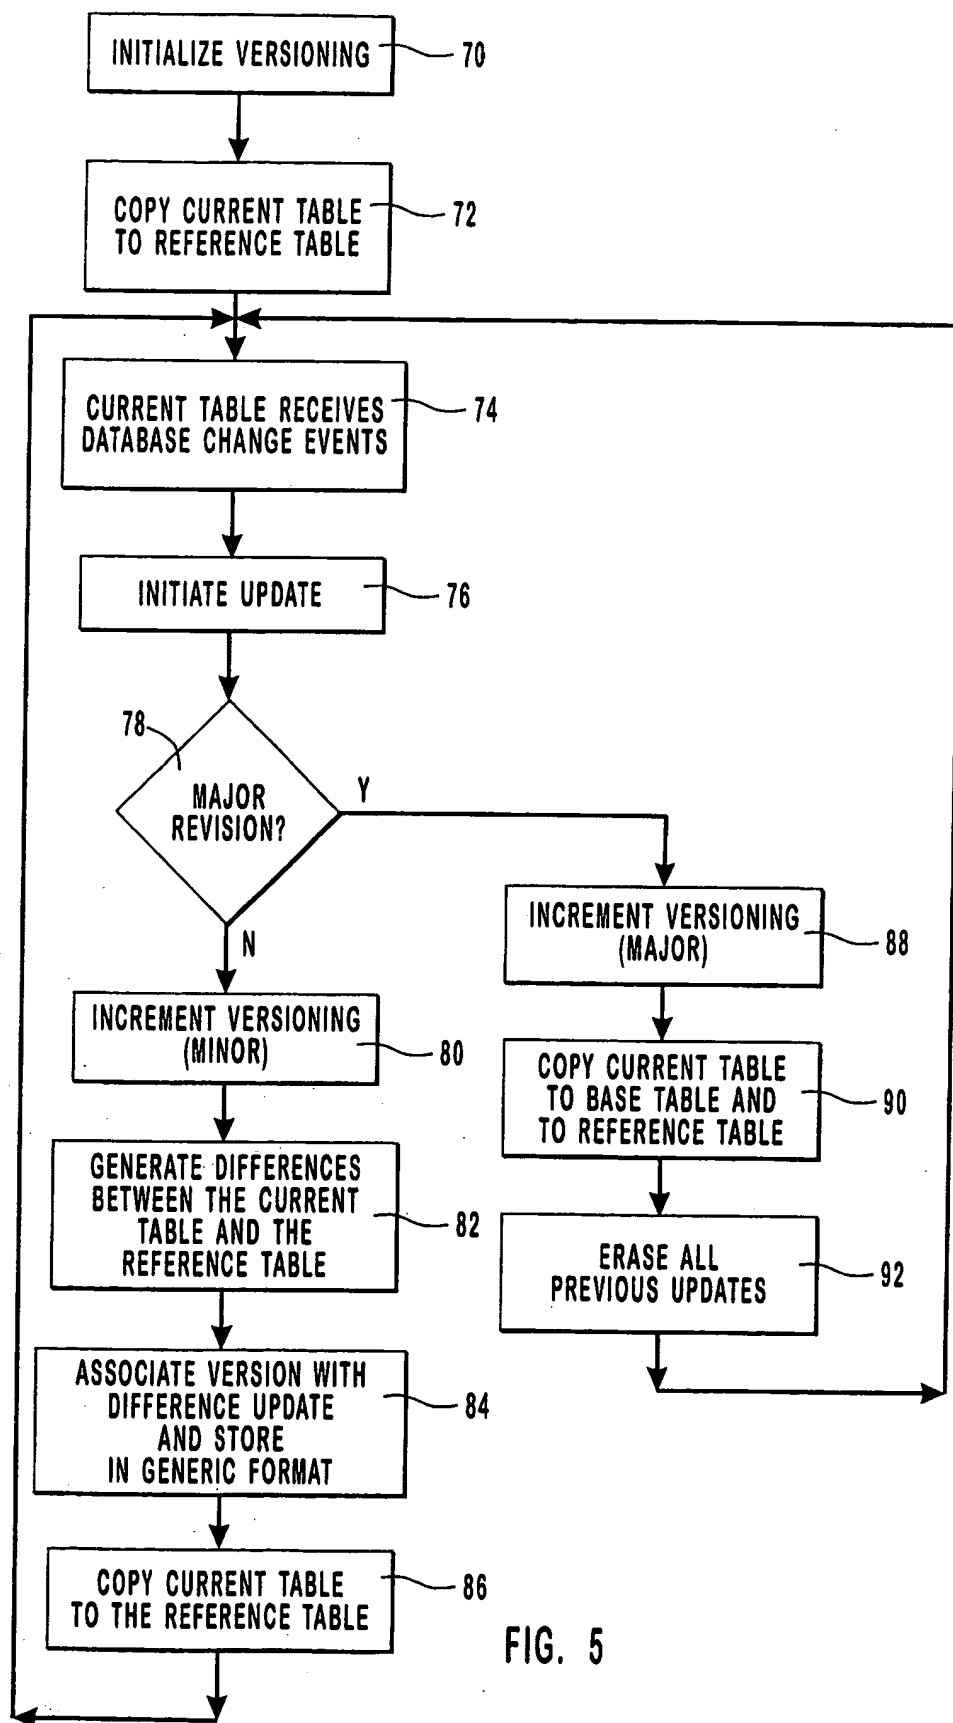 INITIALIZE VERSIONING
70
COPY CURRENT TABLE
TO REFERENCE TABLE
72
CURRENT TABLE RECEIVES
DATABASE CHANGE EVENTS
74
INITIATE UPDATE
76
78
MAJOR
REVISION?
Y
N
INCREMENT VERSIONING
(MINOR)
80
GENERATE DIFFERENCES
BETWEEN THE CURRENT
TABLE AND THE
REFERENCE TABLE
82
ASSOCIATE VERSION WITH
DIFFERENCE UPDATE
AND STORE
IN GENERIC FORMAT
84
COPY CURRENT TABLE
TO THE REFERENCE TABLE
86
INCREMENT VERSIONING
(MAJOR)
88
COPY CURRENT TABLE
TO BASE TABLE AND
TO REFERENCE TABLE
90
ERASE ALL
PREVIOUS UPDATES
92
FIG. 5